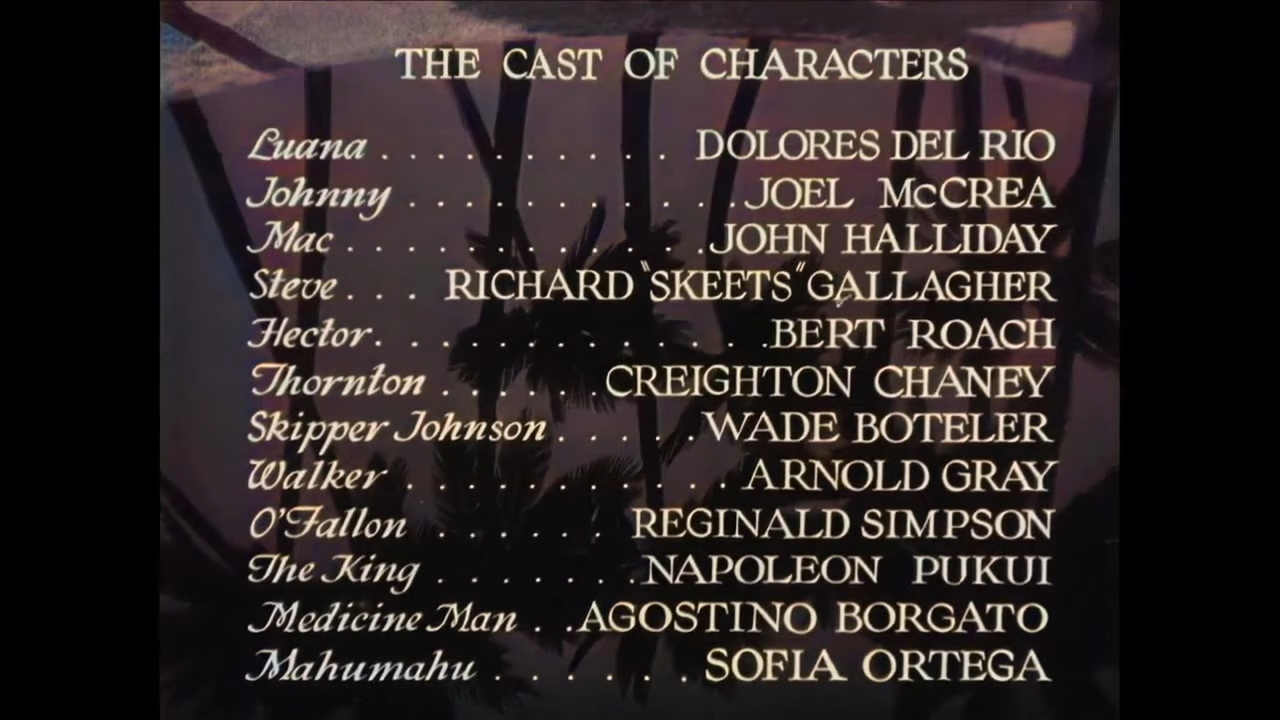 THE CAST OF CHARACTERS
Luana . . . . . . . . . . DOLORES DEL RIO
Johnny . . . . . . . . . . . . JOEL McCREA
Mac . . . . . . . . . . . . . JOHN HALLIDAY
Steve . . . RICHARD "SKEETS" GALLAGHER
Hector . . . . . . . . . . . . . BERT ROACH
Thornton . . . . . . CREIGHTON CHANEY
Skipper Johnson . . . . . WADE BOTELER
Walker . . . . . . . . . . . ARNOLD GRAY
O'Fallon . . . . . . REGINALD SIMPSON
The King . . . . . . . NAPOLEON PUKUI
Medicine Man . . AGOSTINO BORGATO
Mahumahu . . . . . . SOFIA ORTEGA